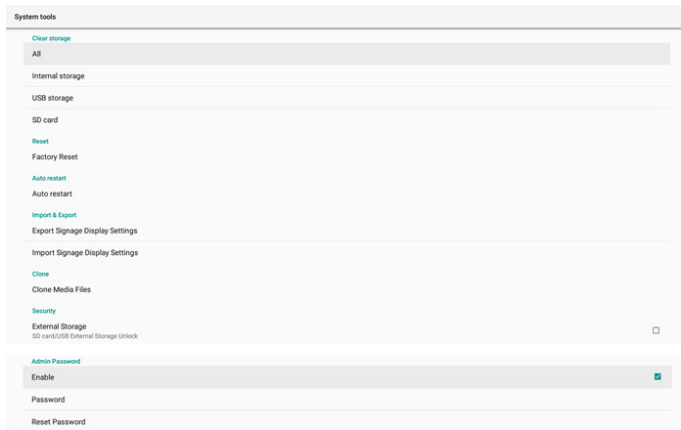 System tools
Clear storage
All
Internal storage
USB storage
SD card
Reset
Factory Reset
Auto restart
Auto restart
Import & Export
Export Signage Display Settings
Import Signage Display Settings
Clone
Clone Media Files
Security
External Storage
SD card/USB External Storage Unlock
Admin Password
Enable
Password
Reset Password